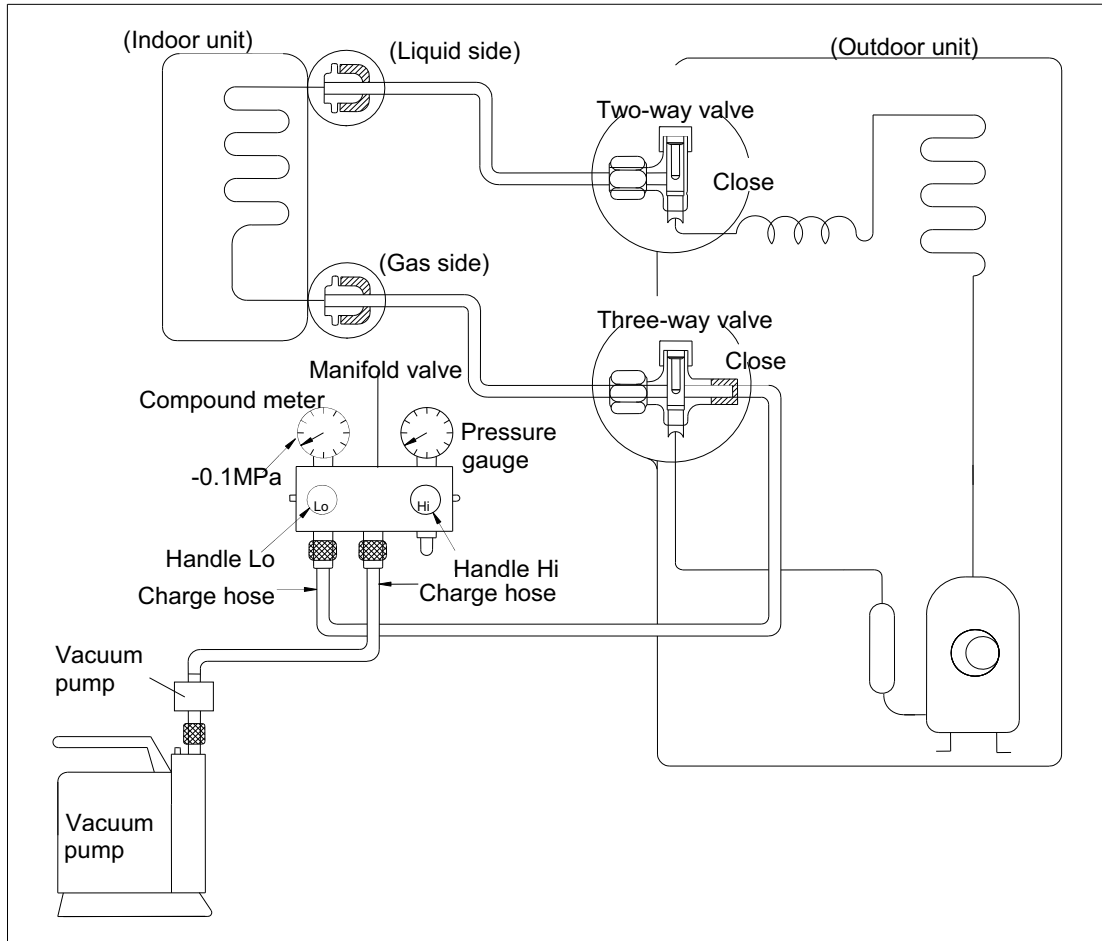 (Indoor unit)
(Liquid side)
(Outdoor unit)
Two-way valve
Close
(Gas side)
Three-way valve
Close
Manifold valve
Compound meter
Pressure
gauge
-0.1MPa
Lo
Hi
Handle Lo
Handle Hi
Charge hose
Charge hose
Vacuum
pump
Vacuum
pump